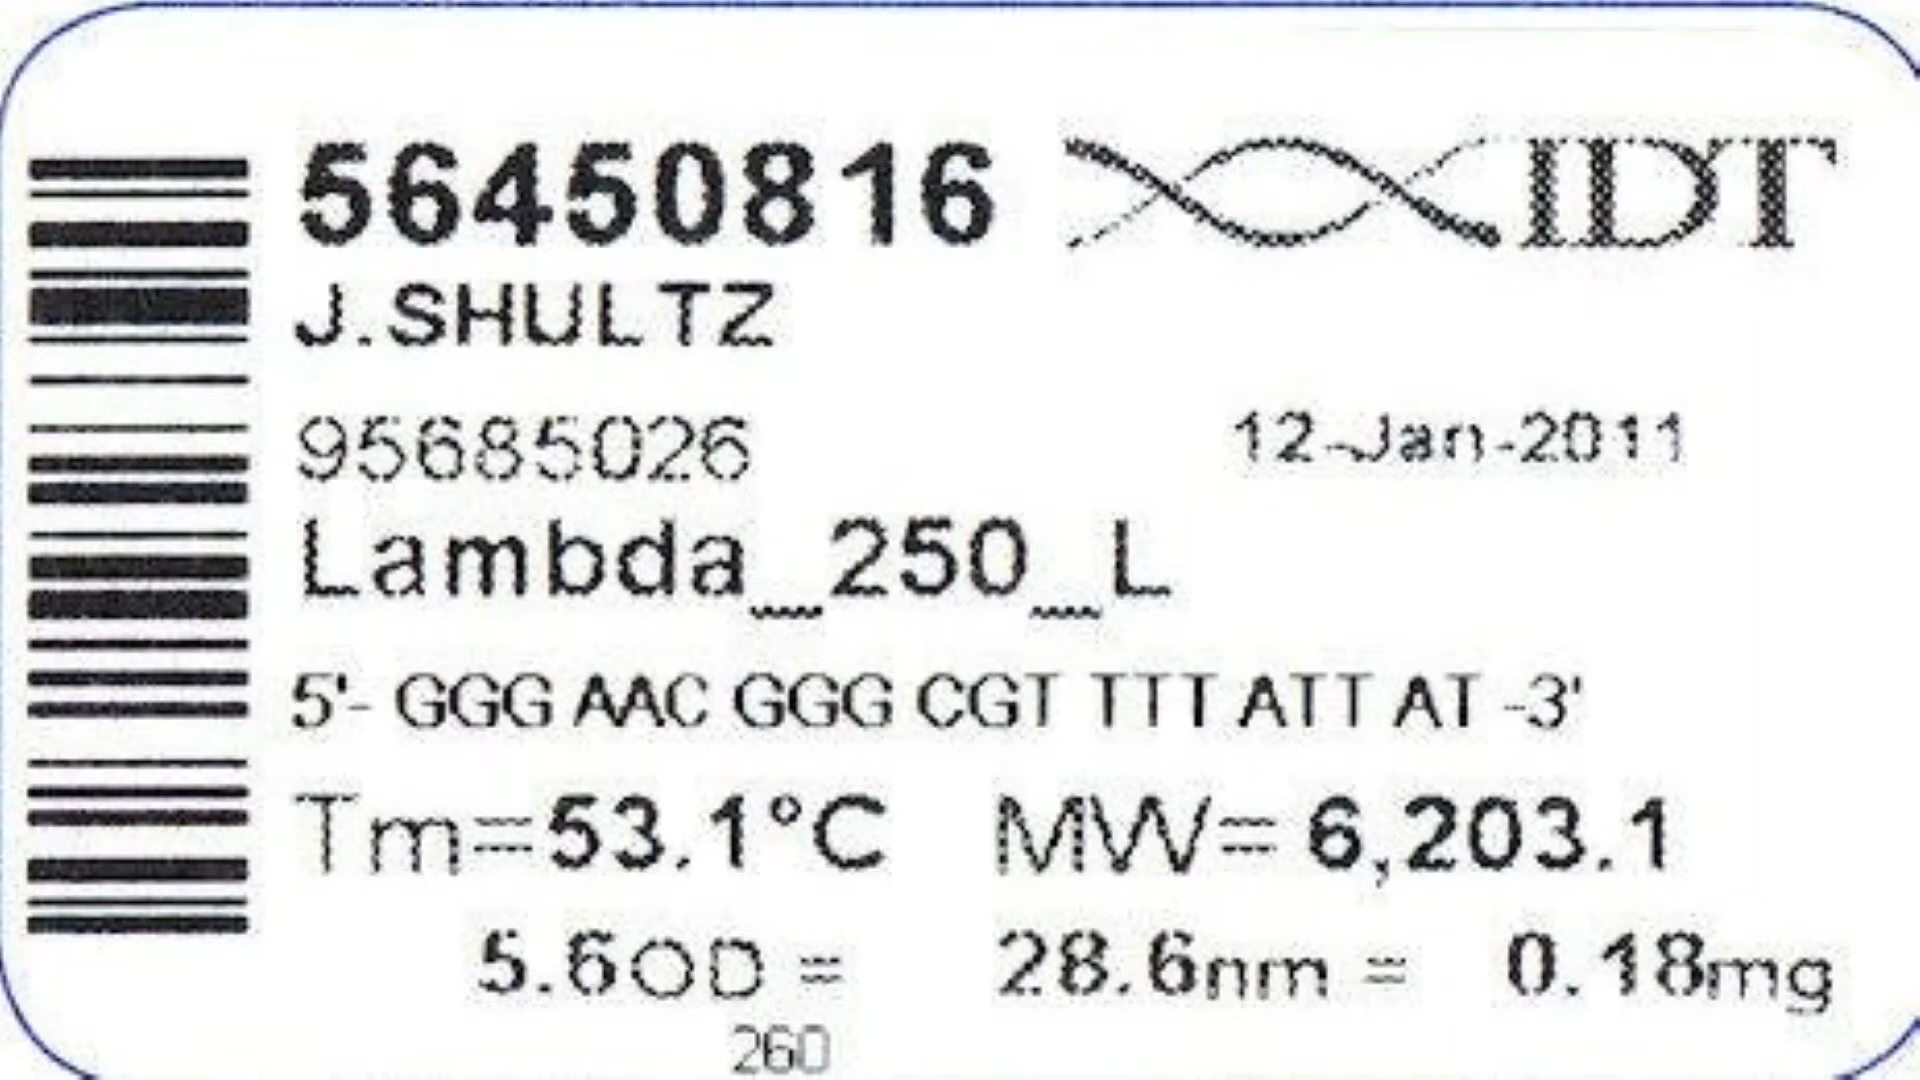 56450816 IDT
J.SHULTZ
95685026 12-Jan-2011
Lambda_250_L
5'- GGG AAC GGG CGT TTT ATT AT -3'
Tm=53.1°C MW= 6,203.1
5.6OD = 28.6nm = 0.18mg
260